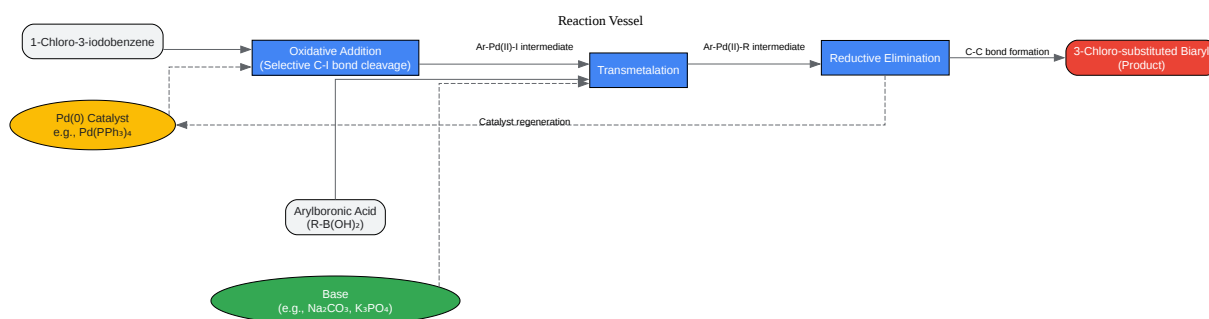 Reaction Vessel
1-Chloro-3-iodobenzene
Oxidative Addition
(Selective C-I bond cleavage)
Ar-Pd(II)-I intermediate
Transmetalation
Ar-Pd(II)-R intermediate
Reductive Elimination
C-C bond formation
3-Chloro-substituted Biaryl
(Product)
Pd(0) Catalyst
e.g., Pd(PPh₃)₄
Catalyst regeneration
Arylboronic Acid
(R-B(OH)₂)
Base
(e.g., Na₂CO₃, K₃PO₄)